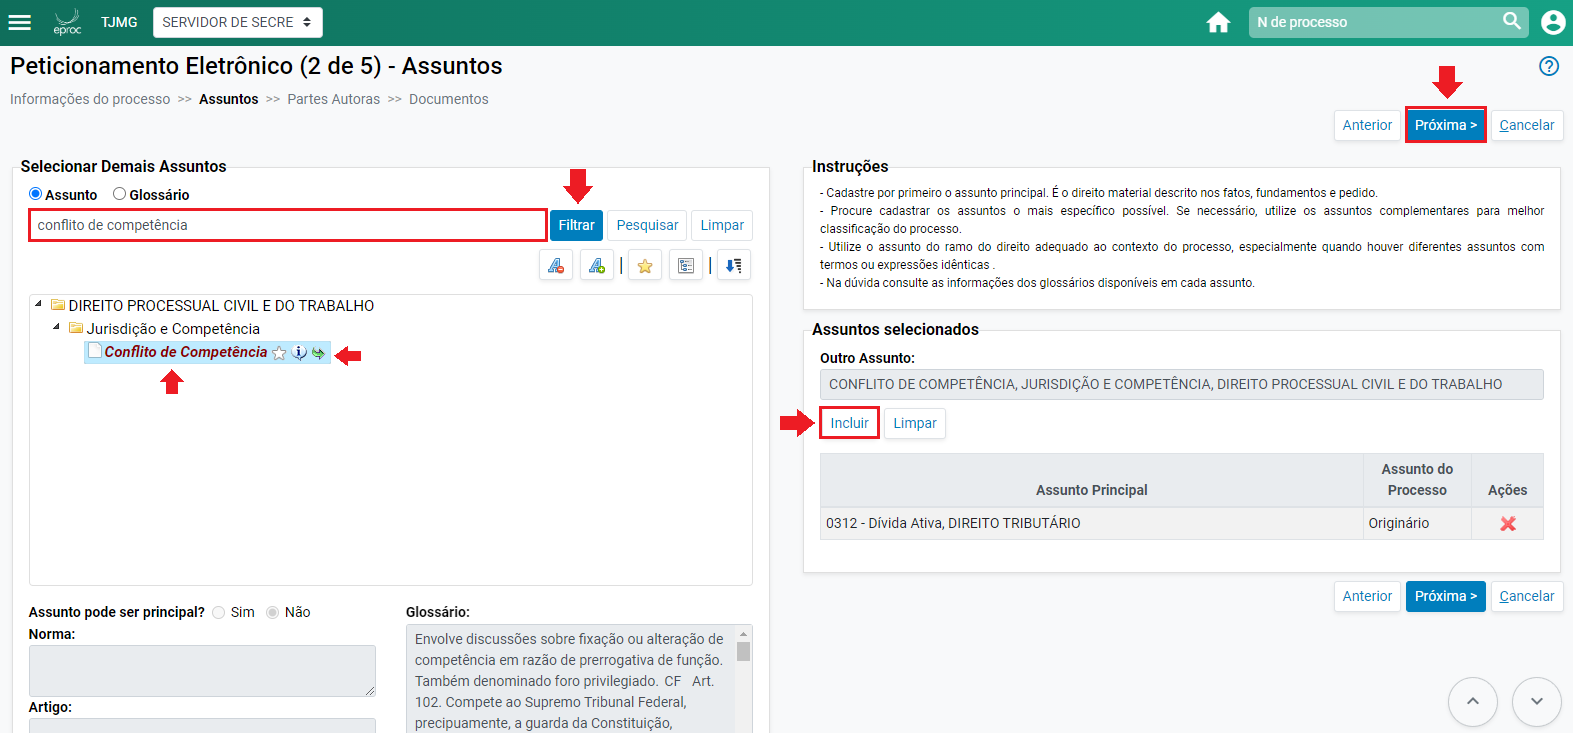 eproc
TJMG
SERVIDOR DE SECRE
N de processo
Peticionamento Eletrônico (2 de 5) - Assuntos
Informações do processo >> Assuntos >> Partes Autoras >> Documentos
Anterior
Próxima >
Cancelar
Selecionar Demais Assuntos
Assunto
Glossário
conflito de competência
Filtrar
Pesquisar
Limpar
DIREITO PROCESSUAL CIVIL E DO TRABALHO
Jurisdição e Competência
Conflito de Competência
Assunto pode ser principal? Sim Não
Norma:
Artigo:
Glossário:
Envolve discussões sobre fixação ou alteração de
competência em razão de prerrogativa de função.
Também denominado foro privilegiado. CF Art.
102. Compete ao Supremo Tribunal Federal,
precipuamente, a guarda da Constituição,
Instruções
- Cadastre por primeiro o assunto principal. É o direito material descrito nos fatos, fundamentos e pedido.
- Procure cadastrar os assuntos o mais específico possível. Se necessário, utilize os assuntos complementares para melhor
classificação do processo.
- Utilize o assunto do ramo do direito adequado ao contexto do processo, especialmente quando houver diferentes assuntos com
termos ou expressões idênticas .
- Na dúvida consulte as informações dos glossários disponíveis em cada assunto.
Assuntos selecionados
Outro Assunto:
CONFLITO DE COMPETÊNCIA, JURISDIÇÃO E COMPETÊNCIA, DIREITO PROCESSUAL CIVIL E DO TRABALHO
Incluir
Limpar
Assunto Principal
Assunto do
Processo
Ações
0312 - Dívida Ativa, DIREITO TRIBUTÁRIO
Originário
Anterior
Próxima >
Cancelar